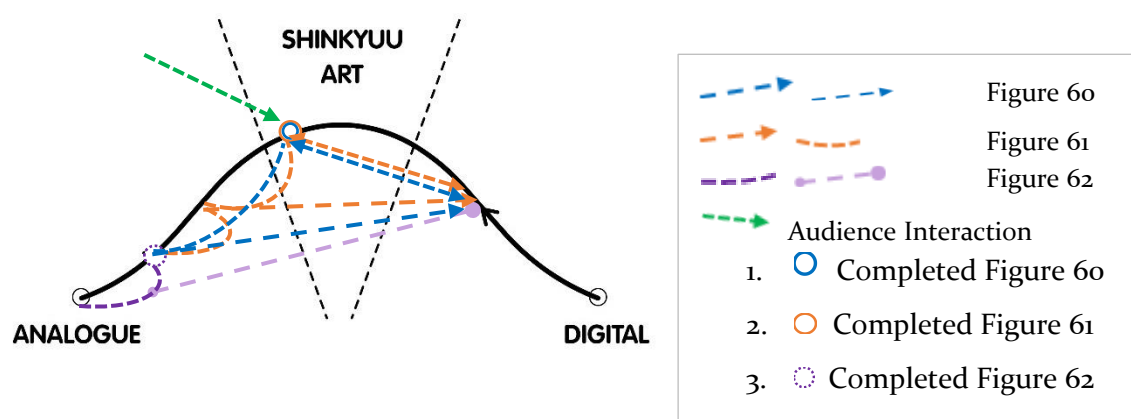 SHINKYUU
ART
ANALOGUE
DIGITAL
Figure 60
Figure 61
Figure 62
Audience Interaction
1. Completed Figure 60
2. Completed Figure 61
3. Completed Figure 62